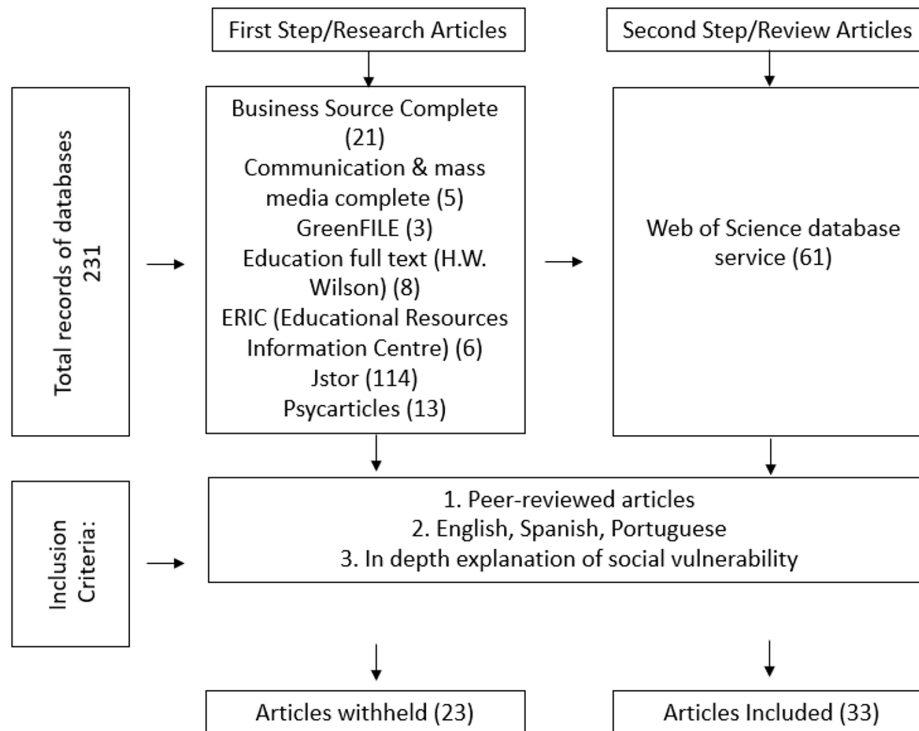 First Step/Research Articles
Second Step/Review Articles
Total records of databases
231
Business Source Complete
(21)
Communication & mass
media complete (5)
GreenFILE (3)
Education full text (H.W.
Wilson) (8)
ERIC (Educational Resources
Information Centre) (6)
Jstor (114)
Psycarticles (13)
Web of Science database
service (61)
Inclusion
Criteria:
1. Peer-reviewed articles
2. English, Spanish, Portuguese
3. In depth explanation of social vulnerability
Articles withheld (23)
Articles Included (33)